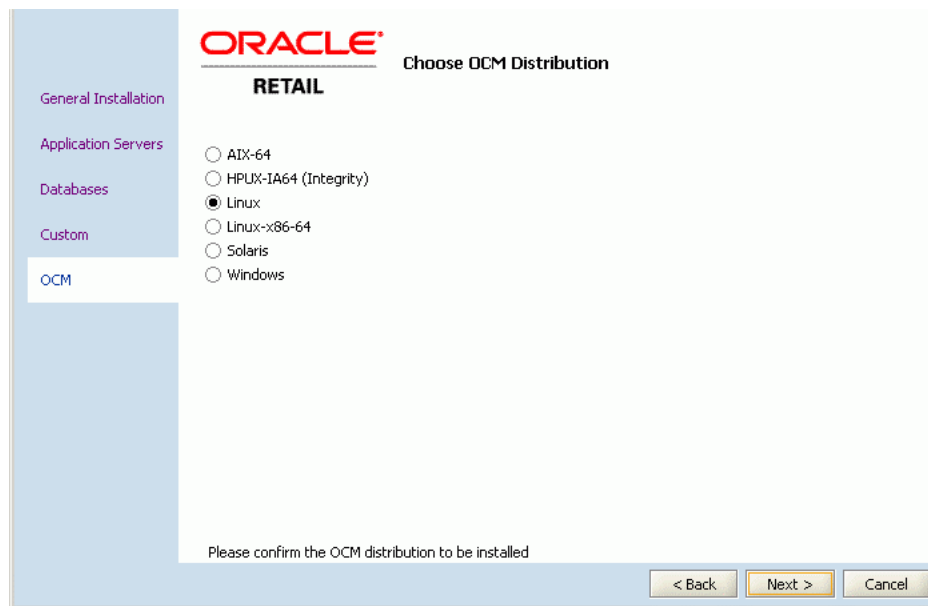 ORACLE
RETAIL
Choose OCM Distribution
General Installation
Application Servers
Databases
Custom
OCM
AIX-64
HPUX-IA64 (Integrity)
Linux
Linux-x86-64
Solaris
Windows
Please confirm the OCM distribution to be installed
< Back
Next >
Cancel